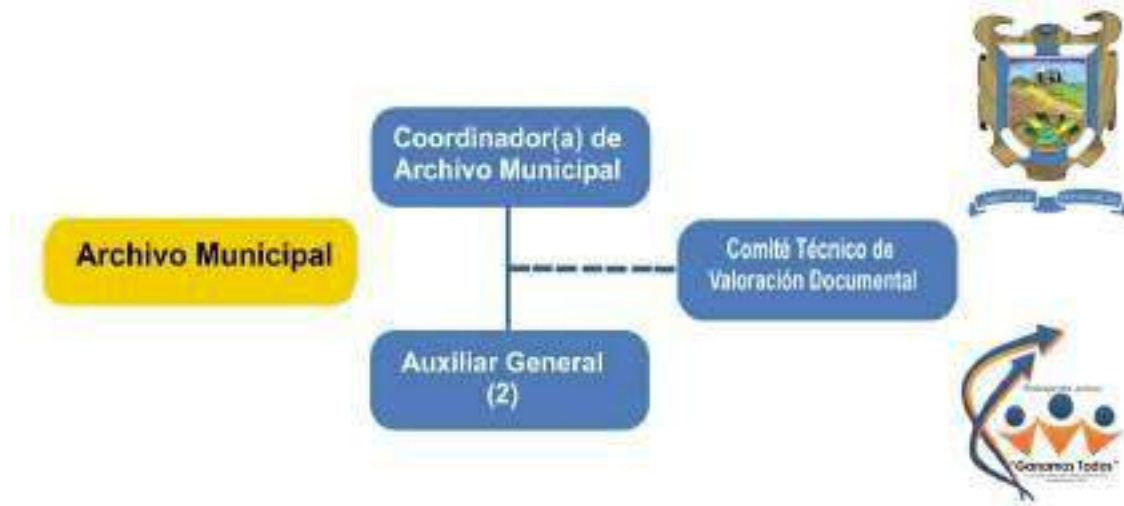 Coordinador(a) de
Archivo Municipal
Archivo Municipal
Comité Técnico de
Valoración Documental
Auxiliar General
(2)
"Ganamos Todos"